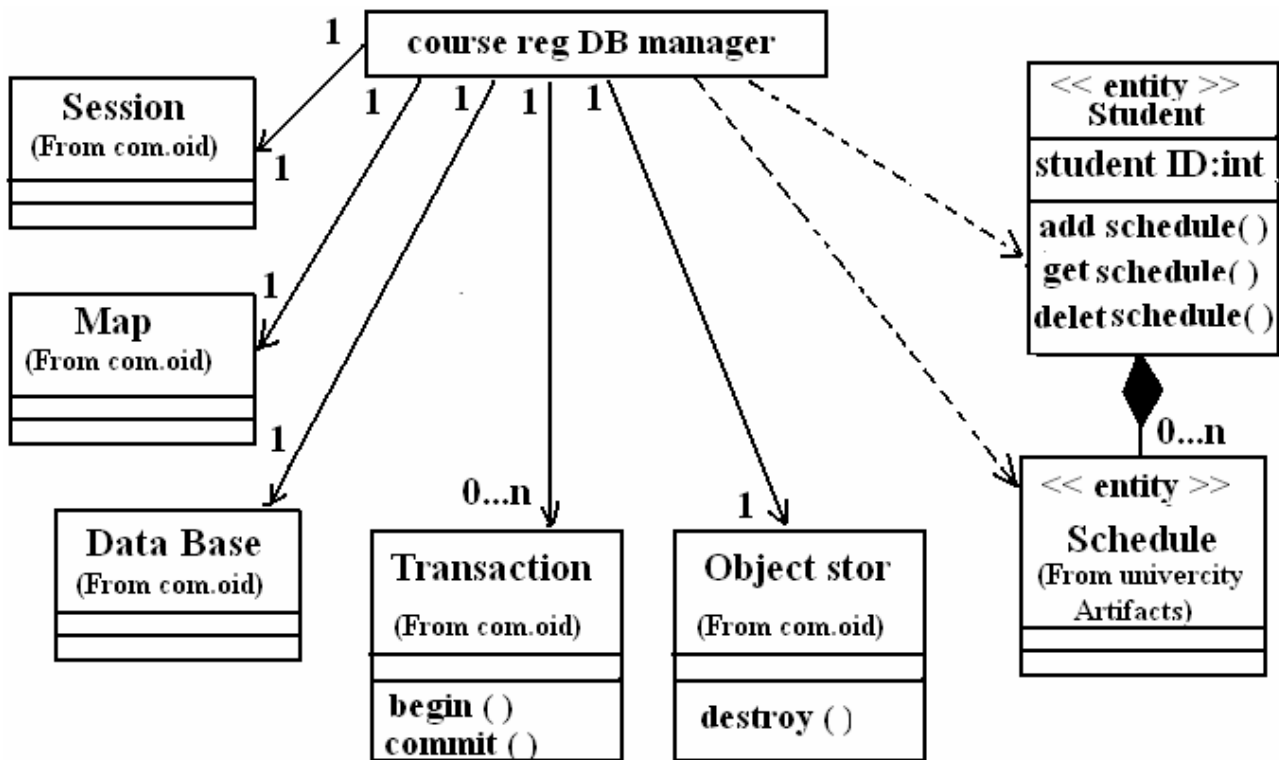 course reg DB manager
1
1
1
1
1
1
1
1
0...n
1
Session
(From com.oid)
Map
(From com.oid)
Data Base
(From com.oid)
Transaction
(From com.oid)
begin ( )
commit ( )
Object stor
(From com.oid)
destroy ( )
<< entity >>
Student
student ID:int
add schedule( )
get schedule( )
delet schedule( )
0...n
<< entity >>
Schedule
(From univercity
Artifacts)